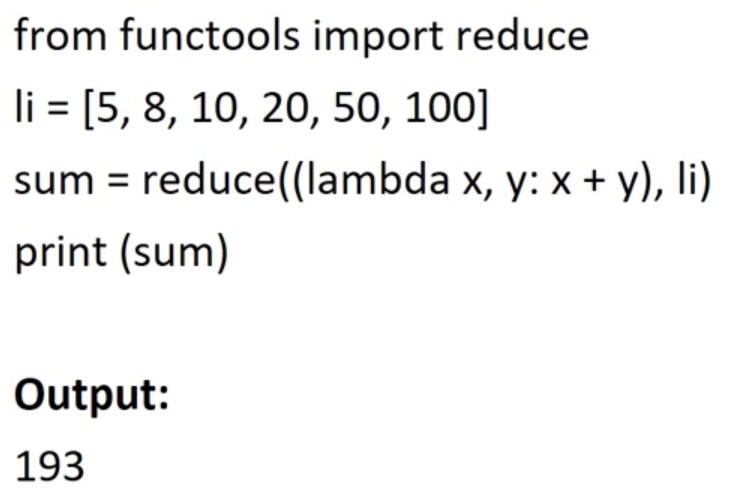 from functools import reduce
li = [5, 8, 10, 20, 50, 100]
sum = reduce((lambda x, y: x + y), li)
print (sum)
Output:
193